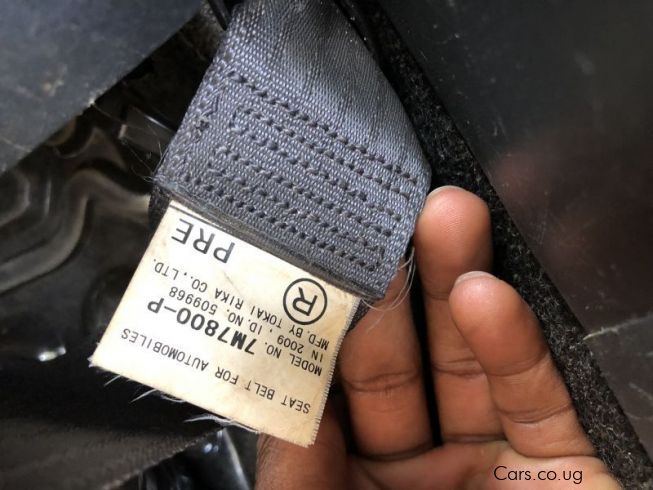 SEAT BELT FOR AUTOMOBILES
MODEL NO. 7M7800-P
IN 2009 , ID. NO. 509968
MFD. BY TOKAI RIKA CO., LTD.
R
PRE
Cars.co.ug